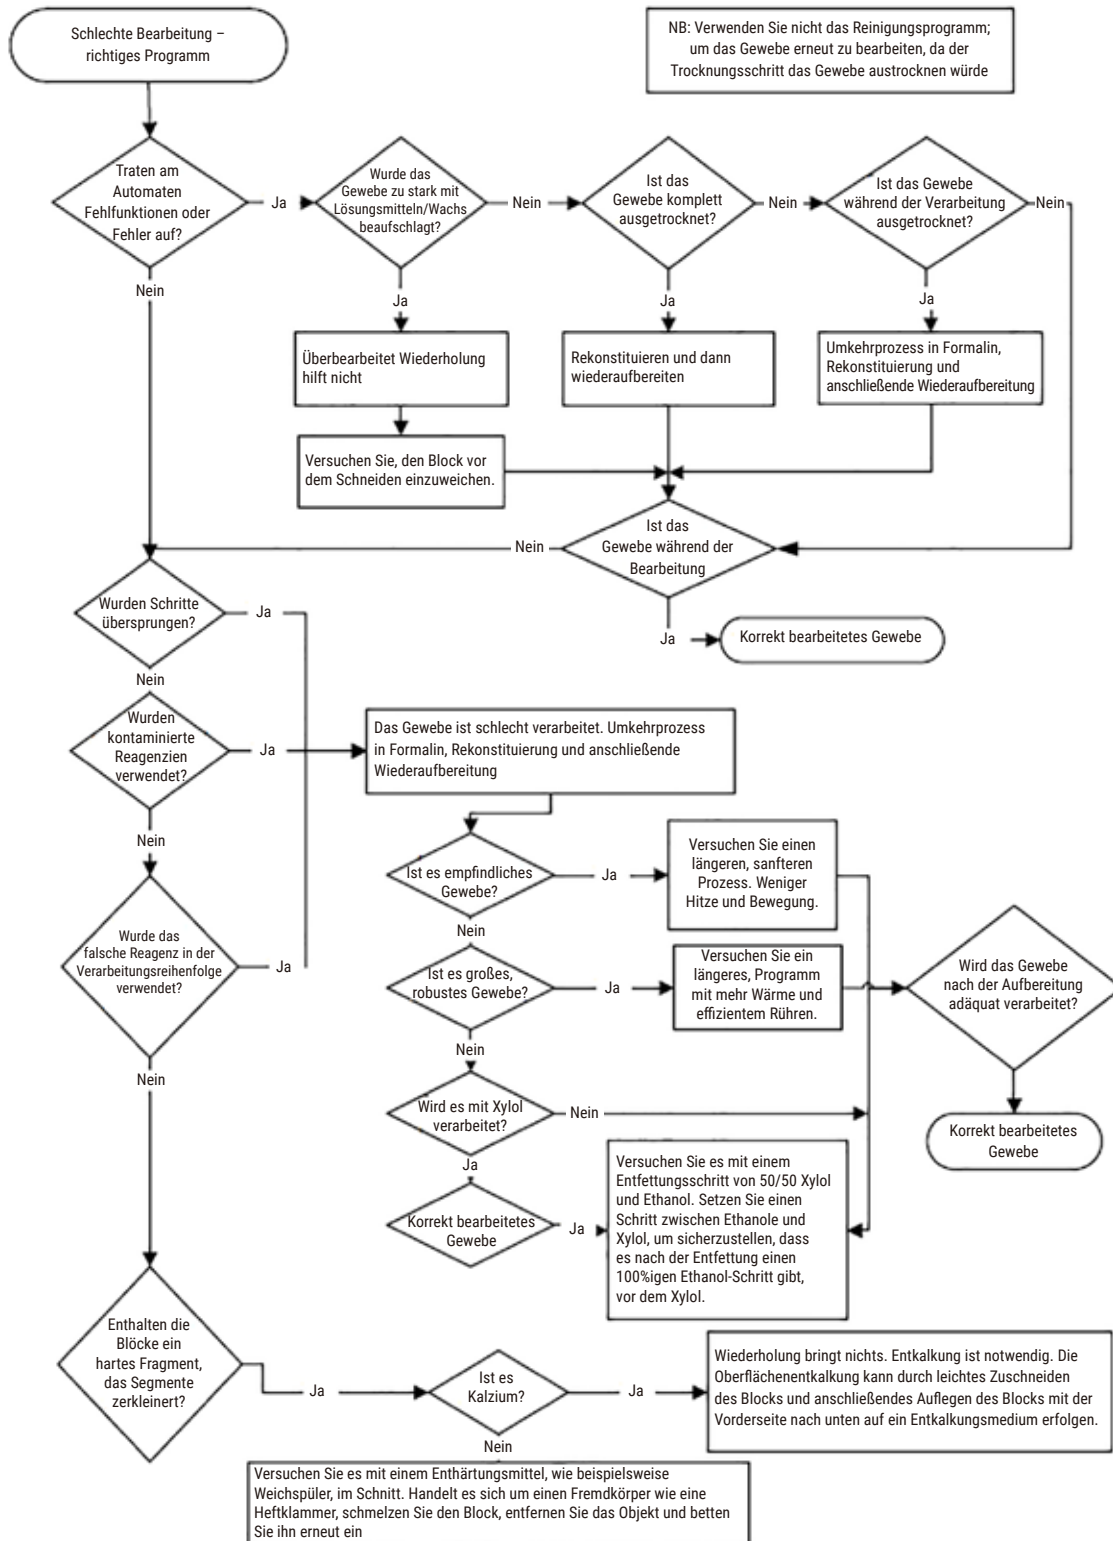 Schlechte Bearbeitung –
richtiges Programm
NB: Verwenden Sie nicht das Reinigungsprogramm;
um das Gewebe erneut zu bearbeiten, da der
Trocknungsschritt das Gewebe austrocknen würde
Traten am
Automaten
Fehlfunktionen oder
Fehler auf?
Ja
Wurde das
Gewebe zu stark mit
Lösungsmitteln/Wachs
beaufschlagt?
Nein
Ist das
Gewebe komplett
ausgetrocknet?
Nein
Ist das Gewebe
während der Verarbeitung
ausgetrocknet?
Nein
Nein
Ja
Ja
Ja
Überbearbeitet Wiederholung
hilft nicht
Rekonstituieren und dann
wiederaufbereiten
Umkehrprozess in Formalin,
Rekonstituierung und
anschließende Wiederaufbereitung
Versuchen Sie, den Block vor
dem Schneiden einzuweichen.
Ist das
Gewebe während der
Bearbeitung
Nein
Ja
Korrekt bearbeitetes Gewebe
Wurden Schritte
übersprungen?
Ja
Nein
Wurden
kontaminierte
Reagenzien
verwendet?
Ja
Das Gewebe ist schlecht verarbeitet. Umkehrprozess
in Formalin, Rekonstituierung und anschließende
Wiederaufbereitung
Nein
Ist es empfindliches
Gewebe?
Ja
Versuchen Sie einen
längeren, sanfteren
Prozess. Weniger
Hitze und Bewegung.
Nein
Wurde das
falsche Reagenz in der
Verarbeitungsreihenfolge
verwendet?
Ja
Ist es großes,
robustes Gewebe?
Ja
Versuchen Sie ein
längeres, Programm
mit mehr Wärme und
effizientem Rühren.
Wird das Gewebe
nach der Aufbereitung
adäquat verarbeitet?
Nein
Nein
Wird es mit Xylol
verarbeitet?
Nein
Korrekt bearbeitetes
Gewebe
Ja
Korrekt bearbeitetes
Gewebe
Ja
Versuchen Sie es mit einem
Entfettungsschritt von 50/50 Xylol
und Ethanol. Setzen Sie einen
Schritt zwischen Ethanole und
Xylol, um sicherzustellen, dass
es nach der Entfettung einen
100%igen Ethanol-Schritt gibt,
vor dem Xylol.
Enthalten die
Blöcke ein
hartes Fragment,
das Segmente
zerkleinert?
Ja
Ist es
Kalzium?
Ja
Wiederholung bringt nichts. Entkalkung ist notwendig. Die
Oberflächenentkalkung kann durch leichtes Zuschneiden
des Blocks und anschließendes Auflegen des Blocks mit der
Vorderseite nach unten auf ein Entkalkungsmedium erfolgen.
Nein
Versuchen Sie es mit einem Enthärtungsmittel, wie beispielsweise
Weichspüler, im Schnitt. Handelt es sich um einen Fremdkörper wie eine
Heftklammer, schmelzen Sie den Block, entfernen Sie das Objekt und betten
Sie ihn erneut ein